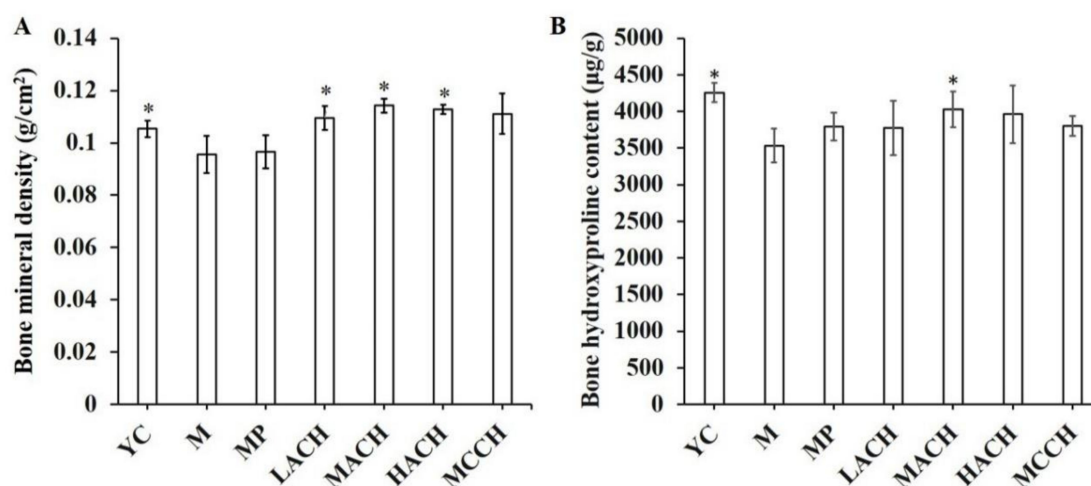 A
Bone mineral density (g/cm²)
0.14
0.12
0.1
0.08
0.06
0.04
0.02
0
*
*
*
*
YC
M
MP
LACH
MACH
HACH
MCCH
B
Bone hydroxyproline content (µg/g)
5000
4500
4000
3500
3000
2500
2000
1500
1000
500
0
*
*
YC
M
MP
LACH
MACH
HACH
MCCH